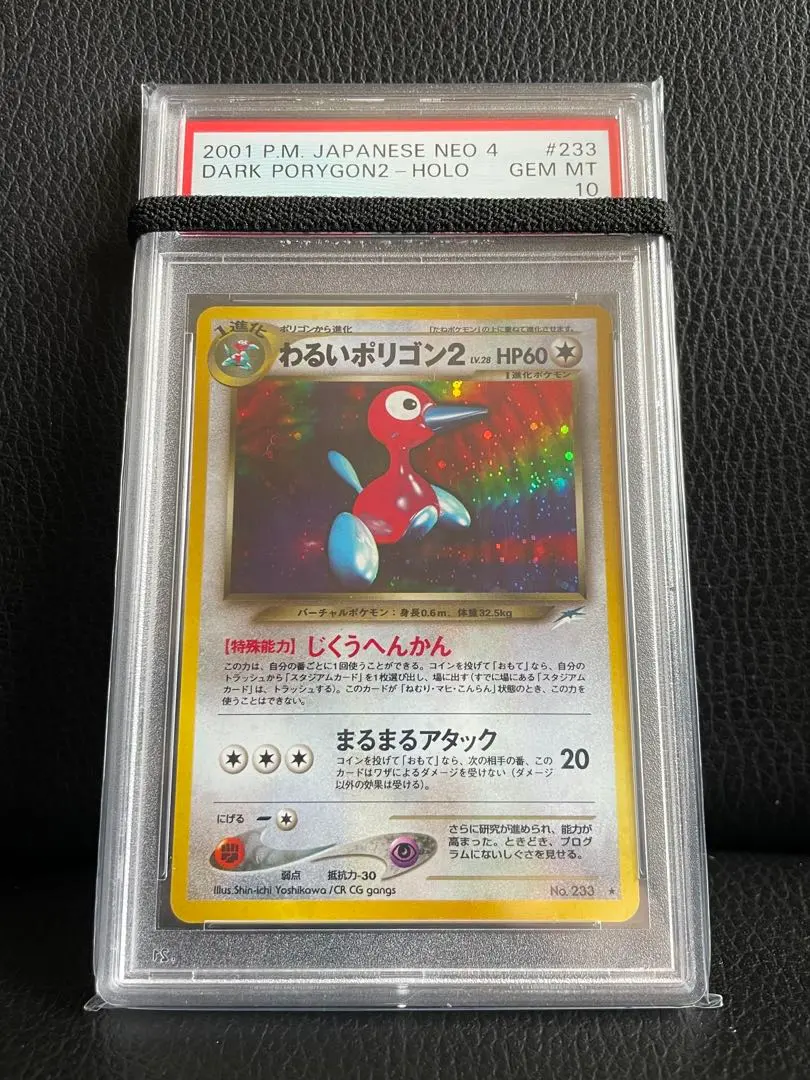 2001 P.M. JAPANESE NEO 4 #233
DARK PORYGON2 - HOLO GEM MT
10
1進化
ポリゴンから進化
「たねポケモン」の上に重ねて進化させます。
わるいポリゴン2 LV.28 HP60
1進化ポケモン
バーチャルポケモン:身長0.6m 体重32.5kg
【特殊能力】じくうへんかん
この力は、自分の番ごとに1回使うことができる。コインを投げて「おもて」なら、自分の
トラッシュから「スタジアムカード」を1枚選び出し、場に出す(すでに場にある「スタジアム
カード」は、トラッシュする)。このカードが「ねむり・マヒ・こんらん」状態のとき、この力を
使うことはできない。
まるまるアタック
コインを投げて「おもて」なら、次の相手の番、この
カードはワザによるダメージを受けない(ダメージ
以外の効果は受ける)。
20
にげる
弱点 抵抗力-30
さらに研究が進められ、能力が
高まった。ときどき、プログ
ラムにないしぐさを見せる。
Illus.Shin-ichi Yoshikawa /CR CG gangs
No. 233 ★